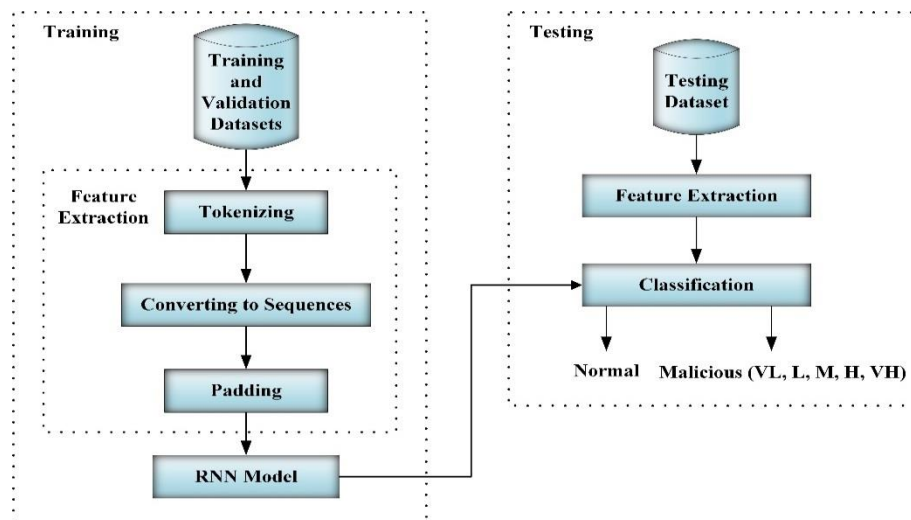 Training
Training
and
Validation
Datasets
Feature
Extraction
Tokenizing
Converting to Sequences
Padding
RNN Model
Testing
Testing
Dataset
Feature Extraction
Classification
Normal
Malicious (VL, L, M, H, VH)